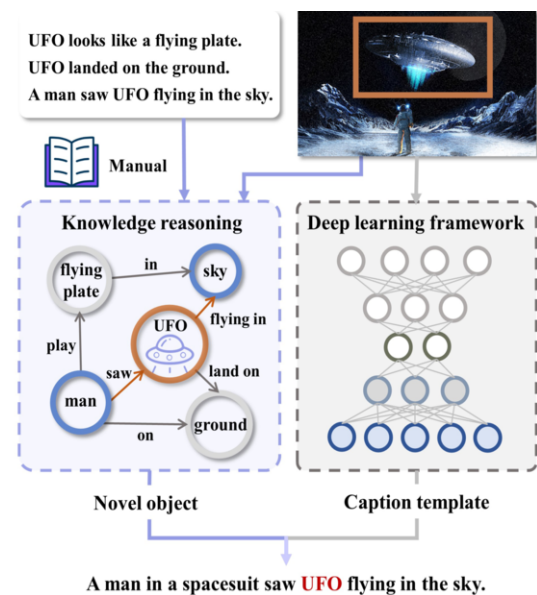 UFO looks like a flying plate.
UFO landed on the ground.
A man saw UFO flying in the sky.
Manual
Knowledge reasoning
flying
plate
in
sky
UFO
flying in
play
saw
land on
man
on
ground
Deep learning framework
Novel object
Caption template
A man in a spacesuit saw UFO flying in the sky.